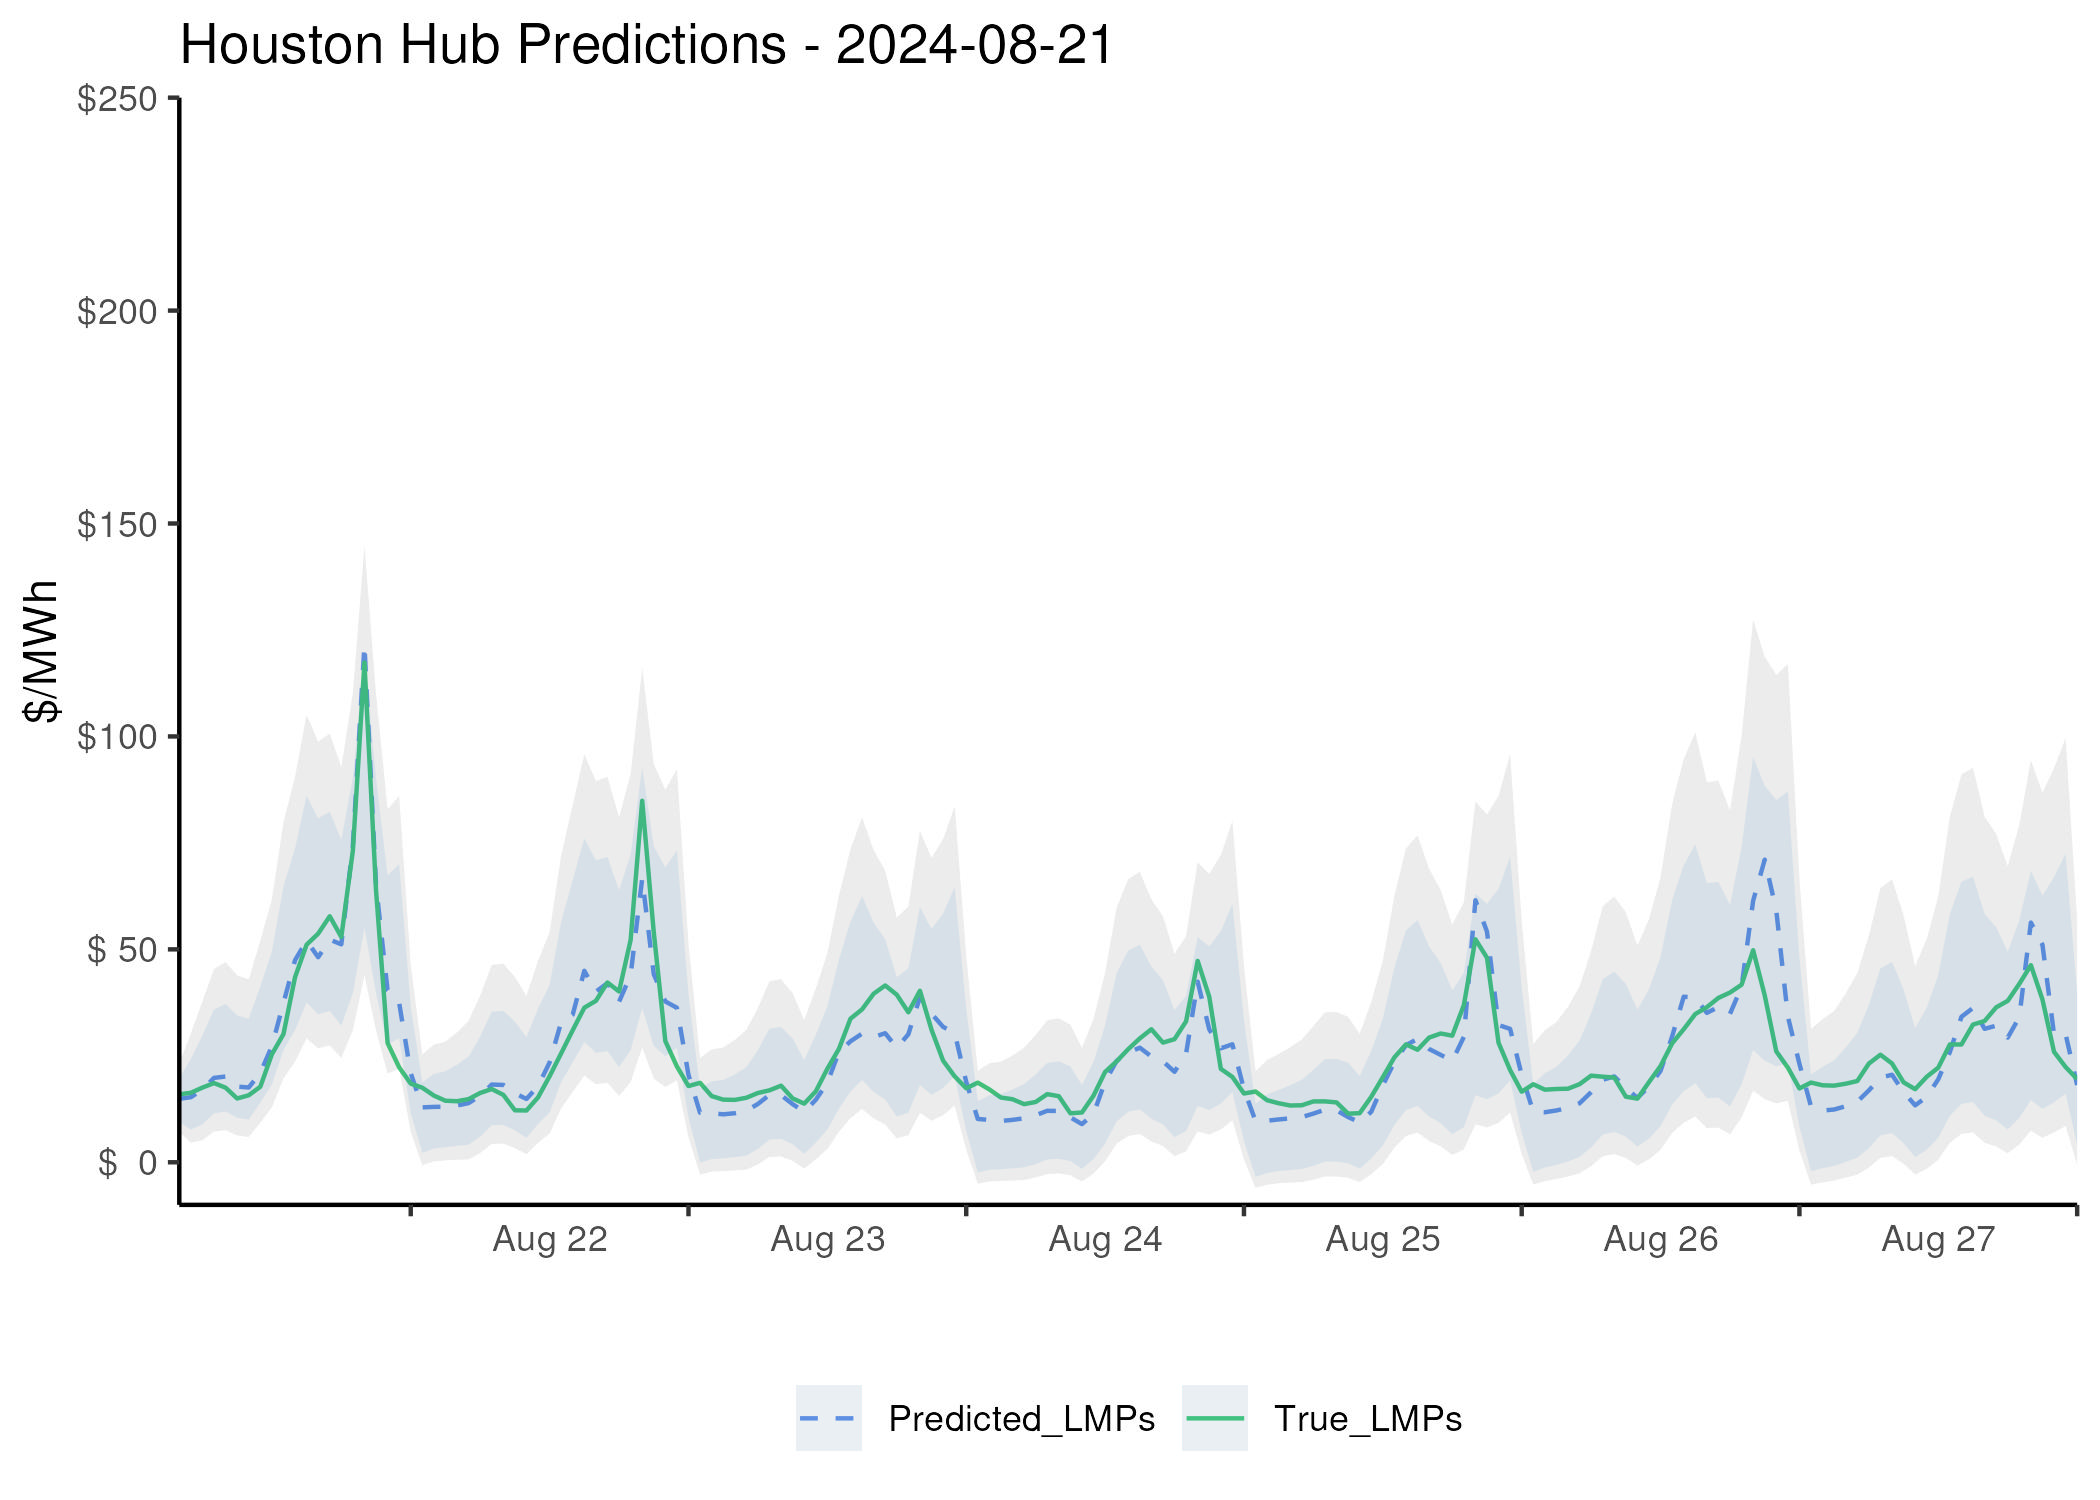 Houston Hub Predictions - 2024-08-21
$250
$200
$150
$100
$ 50
$ 0
$/MWh
Aug 22 Aug 23 Aug 24 Aug 25 Aug 26 Aug 27
Predicted_LMPs True_LMPs